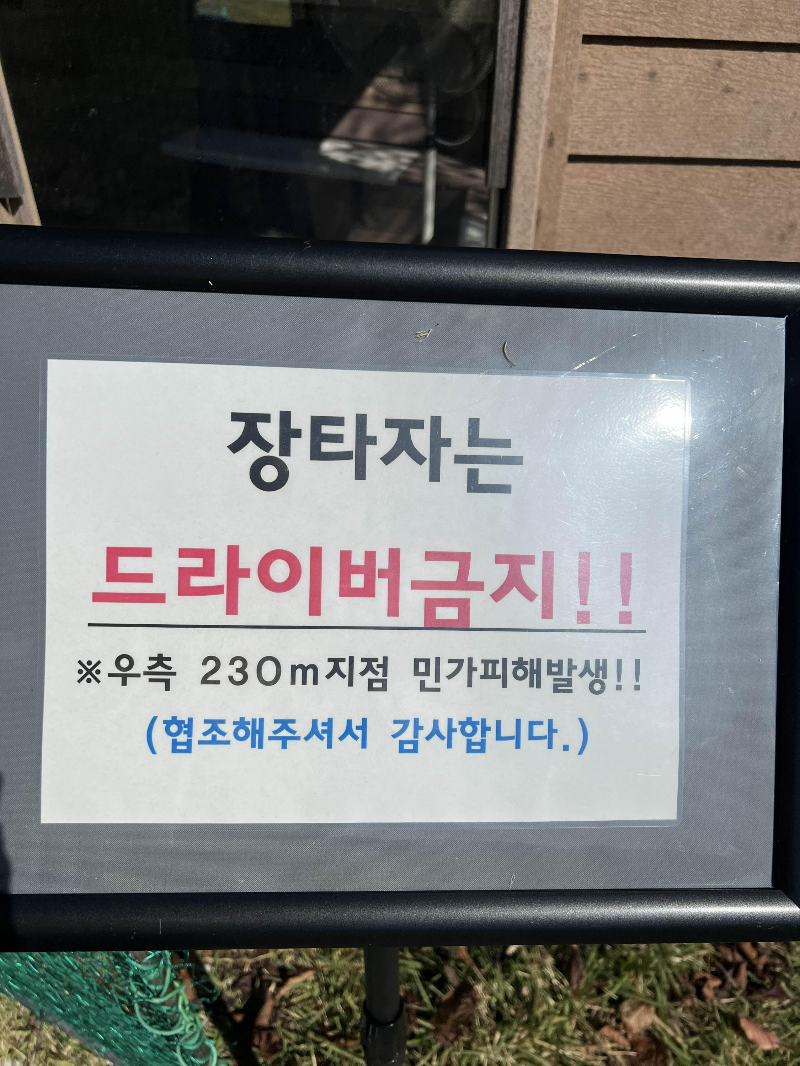 장타자는
드라이버금지!!
※우측 230m지점 민가피해발생!!
(협조해주셔서 감사합니다.)